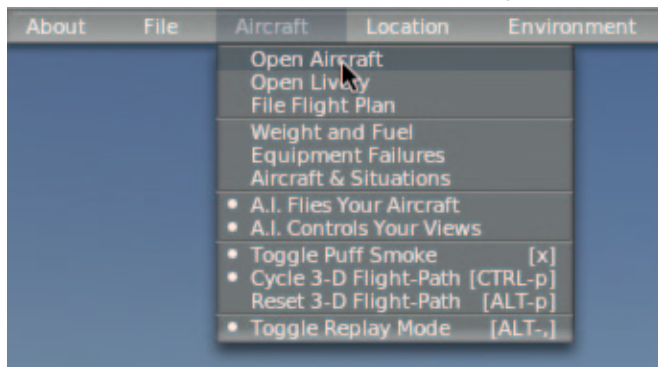 About File Aircraft Location Environment
Open Aircraft
Open Livery
File Flight Plan
Weight and Fuel
Equipment Failures
Aircraft & Situations
• A.I. Flies Your Aircraft
• A.I. Controls Your Views
• Toggle Puff Smoke [x]
• Cycle 3-D Flight-Path [CTRL-p]
Reset 3-D Flight-Path [ALT-p]
• Toggle Replay Mode [ALT-,]